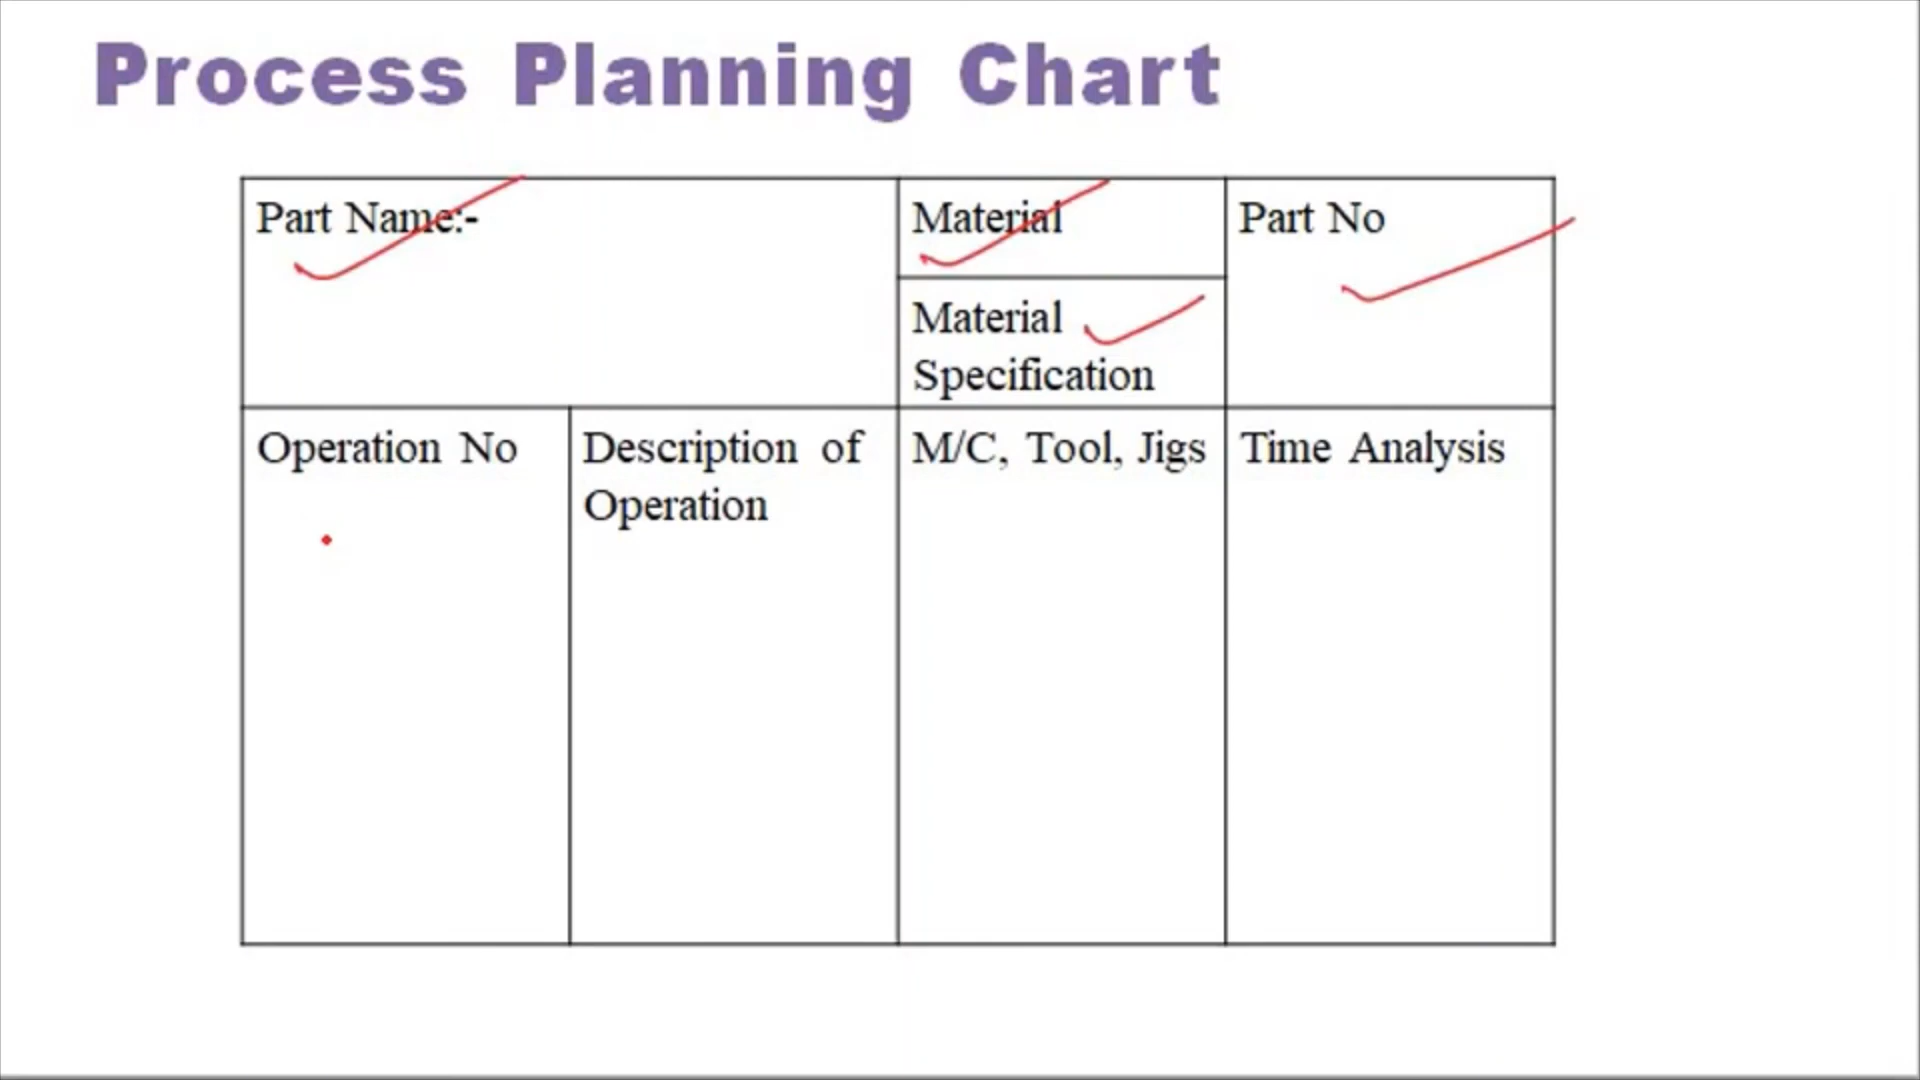 Process Planning Chart
Part Name:-
Material
Part No
Material
Specification
Operation No
Description of
Operation
M/C, Tool, Jigs
Time Analysis